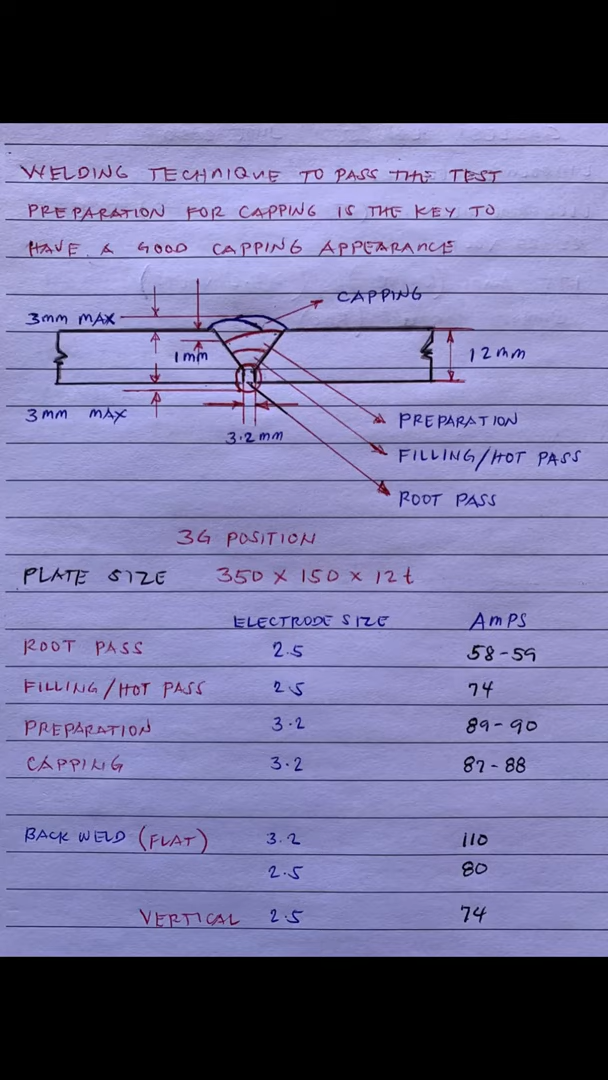 WELDING TECHNIQUE TO PASS THE TEST
PREPARATION FOR CAPPING IS THE KEY TO
HAVE A GOOD CAPPING APPEARANCE
CAPPING
3mm MAX
1mm
12mm
3mm MAX
3.2mm
PREPARATION
FILLING/HOT PASS
ROOT PASS
3G POSITION
PLATE SIZE 350 x 150 x 12t
ELECTRODE SIZE AMPS
ROOT PASS 2.5 58-59
FILLING/HOT PASS 2.5 74
PREPARATION 3.2 89-90
CAPPING 3.2 87-88
BACK WELD (FLAT) 3.2 110
2.5 80
VERTICAL 2.5 74